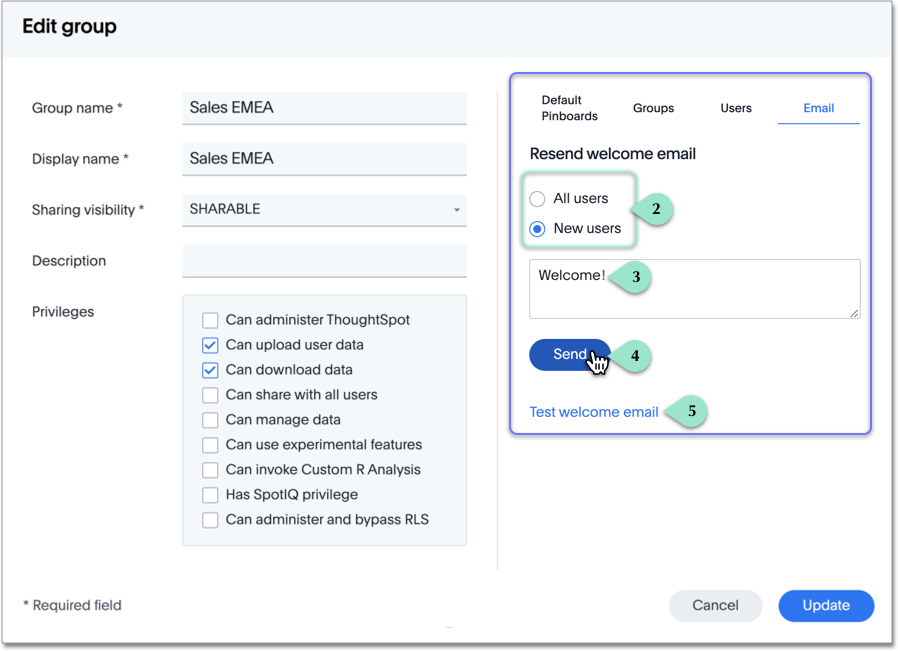 Edit group
Group name *
Sales EMEA
Display name *
Sales EMEA
Sharing visibility *
SHARABLE
Description
Privileges
Can administer ThoughtSpot
Can upload user data
Can download data
Can share with all users
Can manage data
Can use experimental features
Can invoke Custom R Analysis
Has SpotIQ privilege
Can administer and bypass RLS
Default
Pinboards
Groups
Users
Email
Resend welcome email
All users
2
New users
Welcome!
3
Send
4
Test welcome email
5
* Required field
Cancel
Update